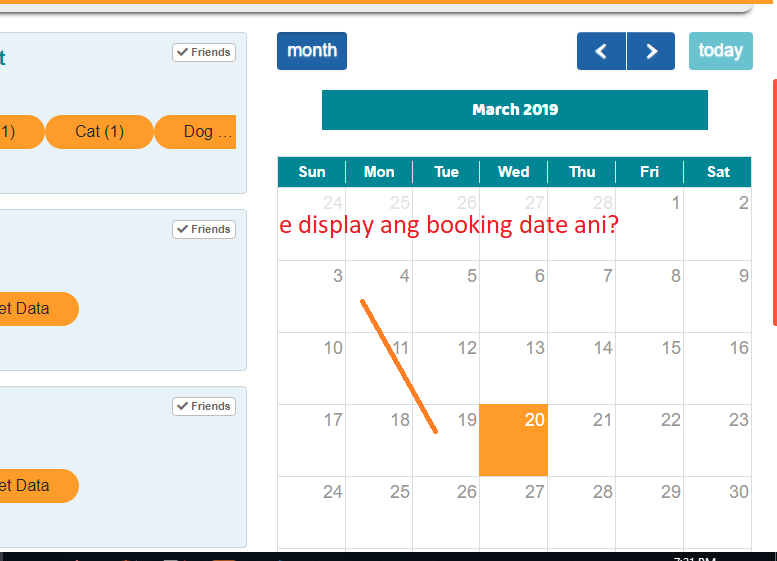 t
Friends
1)
Cat (1)
Dog ...
Friends
et Data
Friends
et Data
month
today
March 2019
Sun Mon Tue Wed Thu Fri Sat
24 25 26 27 28 1 2
e display ang booking date ani?
3 4 5 6 7 8 9
10 11 12 13 14 15 16
17 18 19 20 21 22 23
24 25 26 27 28 29 30